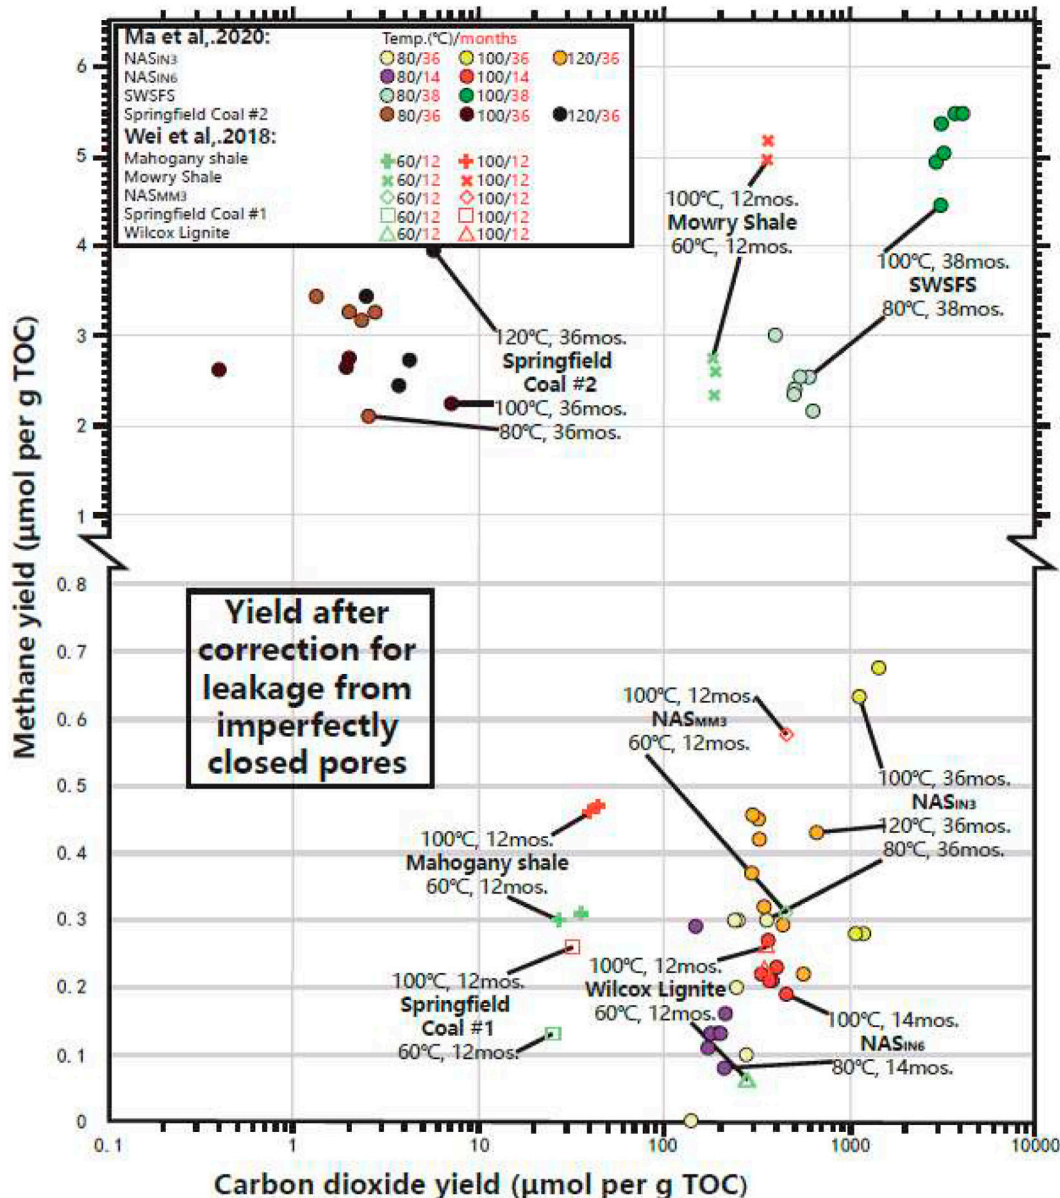 Ma et al,.2020: Temp.(℃)/months
NASIN3 80/36 100/36 120/36
NASIN6 80/14 100/14
SWSFS 80/38 100/38
Springfield Coal #2 80/36 100/36 120/36
Wei et al,.2018:
Mahogany shale 60/12 100/12
Mowry Shale 60/12 100/12
NASMM3 60/12 100/12
Springfield Coal #1 60/12 100/12
Wilcox Lignite 60/12 100/12
6
5
4
3
2
1
0.8
0.7
0.6
0.5
0.4
0.3
0.2
0.1
0
Methane yield (μmol per g TOC)
100℃, 12mos.
Mowry Shale
60℃, 12mos.
100℃, 38mos.
SWSFS
80℃, 38mos.
120℃, 36mos.
Springfield
Coal #2
100℃, 36mos.
80℃, 36mos.
Yield after
correction for
leakage from
imperfectly
closed pores
100℃, 12mos.
NASMM3
60℃, 12mos.
100℃, 36mos.
NASIN3
120℃, 36mos.
80℃, 36mos.
100℃, 12mos.
Mahogany shale
60℃, 12mos.
100℃, 12mos.
Springfield
Coal #1
60℃, 12mos.
100℃, 12mos.
Wilcox Lignite
60℃, 12mos.
100℃, 14mos.
NASIN6
80℃, 14mos.
0.1 1 10 100 1000 10000
Carbon dioxide yield (μmol per g TOC)